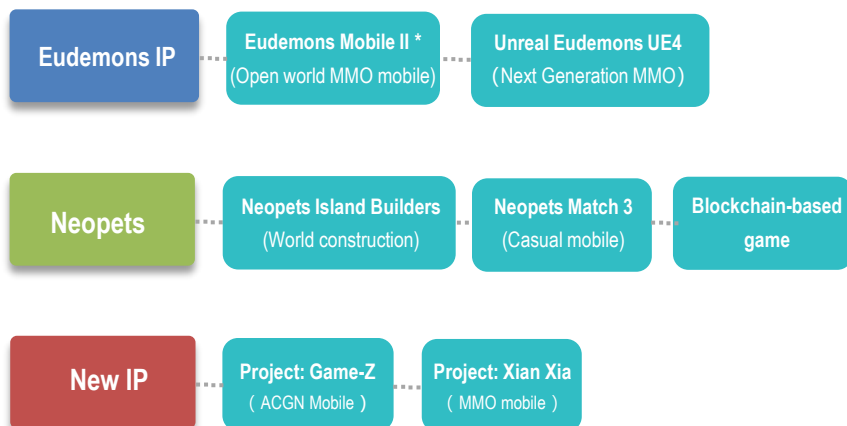 Eudemons IP
Eudemons Mobile II *
(Open world MMO mobile)
Unreal Eudemons UE4
(Next Generation MMO)
Neopets
Neopets Island Builders
(World construction)
Neopets Match 3
(Casual mobile)
Blockchain-based
game
New IP
Project: Game-Z
( ACGN Mobile )
Project: Xian Xia
( MMO mobile )